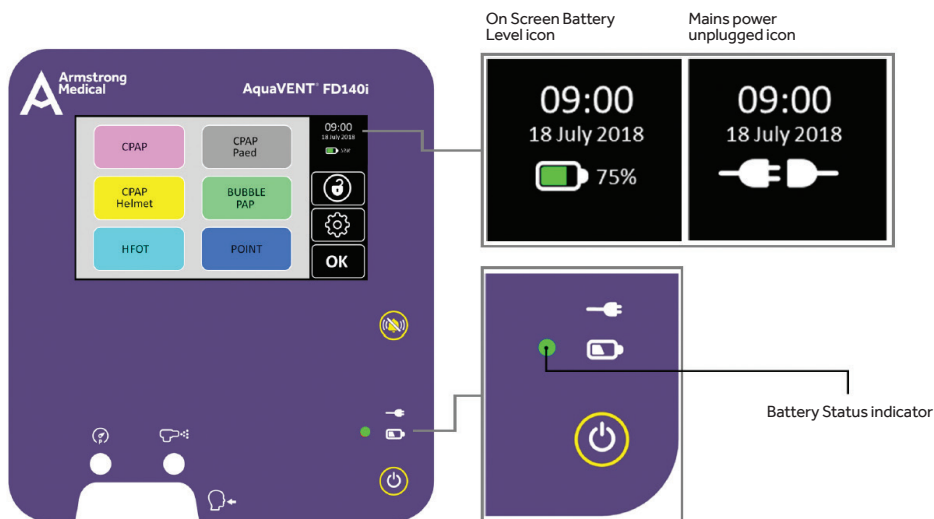 On Screen Battery
Level icon
Mains power
unplugged icon
Armstrong
Medical
AquaVENT® FD140i
09:00
18 July 2018
CPAP
CPAP
Paed
CPAP
Helmet
BUBBLE
PAP
HFOT
POINT
OK
09:00
18 July 2018
75%
09:00
18 July 2018
Battery Status indicator
P